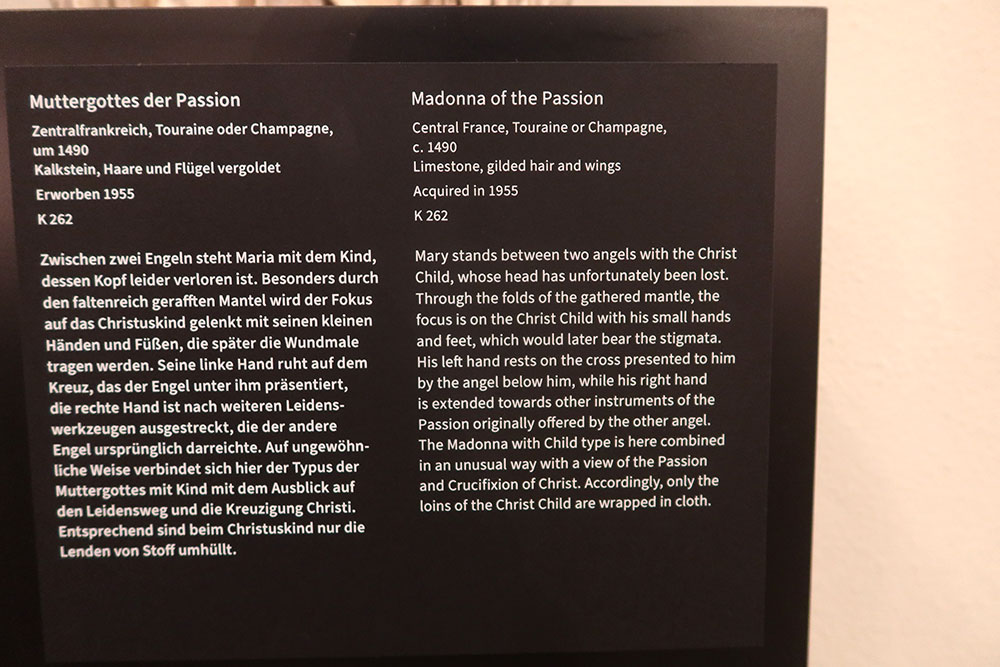 Muttergottes der Passion
Zentralfrankreich, Touraine oder Champagne,
um 1490
Kalkstein, Haare und Flügel vergoldet
Erworben 1955
K 262
Zwischen zwei Engeln steht Maria mit dem Kind,
dessen Kopf leider verloren ist. Besonders durch
den faltenreich gerafften Mantel wird der Fokus
auf das Christuskind gelenkt mit seinen kleinen
Händen und Füßen, die später die Wundmale
tragen werden. Seine linke Hand ruht auf dem
Kreuz, das der Engel unter ihm präsentiert,
die rechte Hand ist nach weiteren Leidens-
werkzeugen ausgestreckt, die der andere
Engel ursprünglich darreichte. Auf ungewöhn-
liche Weise verbindet sich hier der Typus der
Muttergottes mit Kind mit dem Ausblick auf
den Leidensweg und die Kreuzigung Christi.
Entsprechend sind beim Christuskind nur die
Lenden von Stoff umhüllt.
Madonna of the Passion
Central France, Touraine or Champagne,
c. 1490
Limestone, gilded hair and wings
Acquired in 1955
K 262
Mary stands between two angels with the Christ
Child, whose head has unfortunately been lost.
Through the folds of the gathered mantle, the
focus is on the Christ Child with his small hands
and feet, which would later bear the stigmata.
His left hand rests on the cross presented to him
by the angel below him, while his right hand
is extended towards other instruments of the
Passion originally offered by the other angel.
The Madonna with Child type is here combined
in an unusual way with a view of the Passion
and Crucifixion of Christ. Accordingly, only the
loins of the Christ Child are wrapped in cloth.